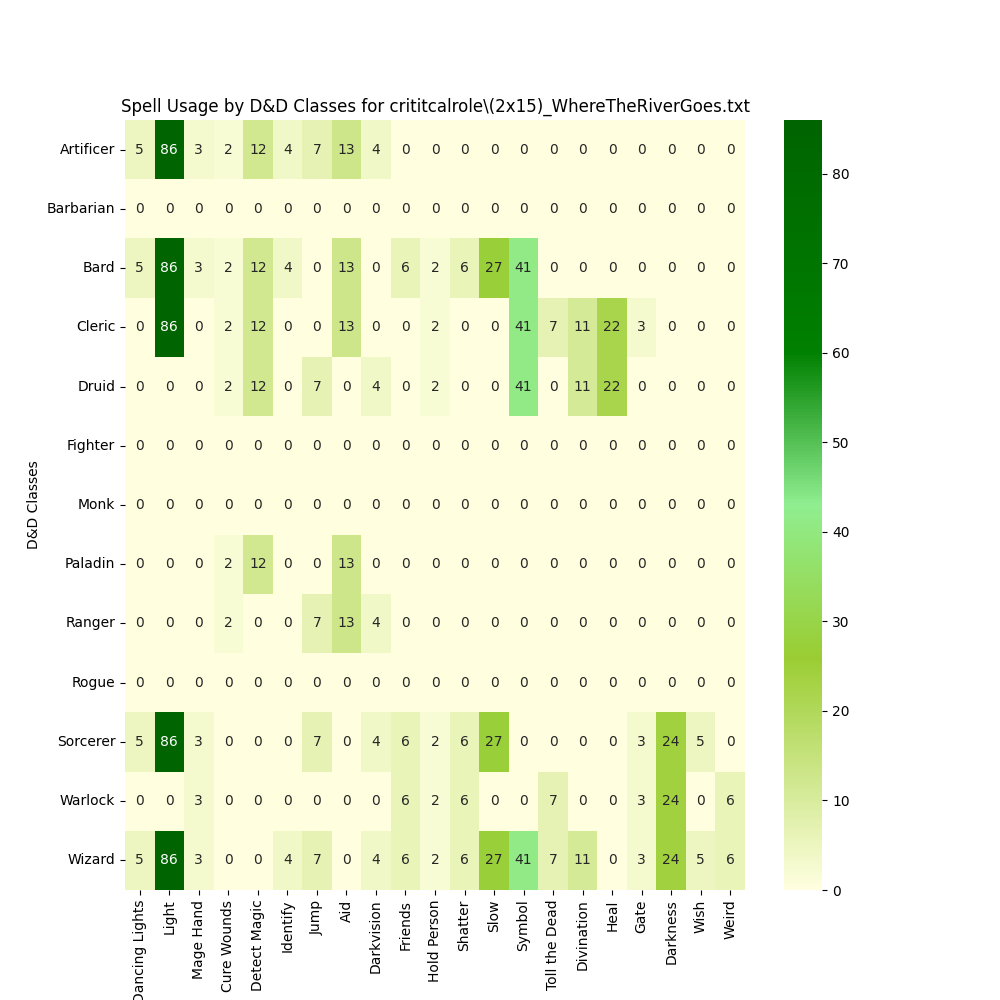 Spell Usage by D&D Classes for crititcalrole\(2x15)_WhereTheRiverGoes.txt
D&D Classes
Artificer 5 86 3 2 12 4 7 13 4 0 0 0 0 0 0 0 0 0 0 0 0
Barbarian 0 0 0 0 0 0 0 0 0 0 0 0 0 0 0 0 0 0 0 0 0
Bard 5 86 3 2 12 4 0 13 0 6 2 6 27 41 0 0 0 0 0 0 0
Cleric 0 86 0 2 12 0 0 13 0 0 2 0 0 41 7 11 22 3 0 0 0
Druid 0 0 0 2 12 0 7 0 4 0 2 0 0 41 0 11 22 0 0 0 0
Fighter 0 0 0 0 0 0 0 0 0 0 0 0 0 0 0 0 0 0 0 0 0
Monk 0 0 0 0 0 0 0 0 0 0 0 0 0 0 0 0 0 0 0 0 0
Paladin 0 0 0 2 12 0 0 13 0 0 0 0 0 0 0 0 0 0 0 0 0
Ranger 0 0 0 2 0 0 7 13 4 0 0 0 0 0 0 0 0 0 0 0 0
Rogue 0 0 0 0 0 0 0 0 0 0 0 0 0 0 0 0 0 0 0 0 0
Sorcerer 5 86 3 0 0 0 7 0 4 6 2 6 27 0 0 0 0 3 24 5 0
Warlock 0 0 3 0 0 0 0 0 0 6 2 6 0 0 7 0 0 3 24 0 6
Wizard 5 86 3 0 0 4 7 0 4 6 2 6 27 41 7 11 0 3 24 5 6
Dancing Lights
Light
Mage Hand
Cure Wounds
Detect Magic
Identify
Jump
Aid
Darkvision
Friends
Hold Person
Shatter
Slow
Symbol
Toll the Dead
Divination
Heal
Gate
Darkness
Wish
Weird
80
70
60
50
40
30
20
10
0